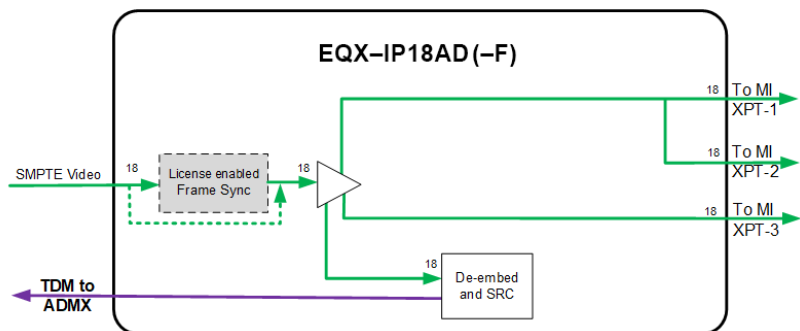 EQX–IP18AD (–F)
18
To MI
XPT-1
SMPTE Video
18
License enabled
Frame Sync
18
18
To MI
XPT-2
18
To MI
XPT-3
18
De-embed
and SRC
TDM to
ADMX